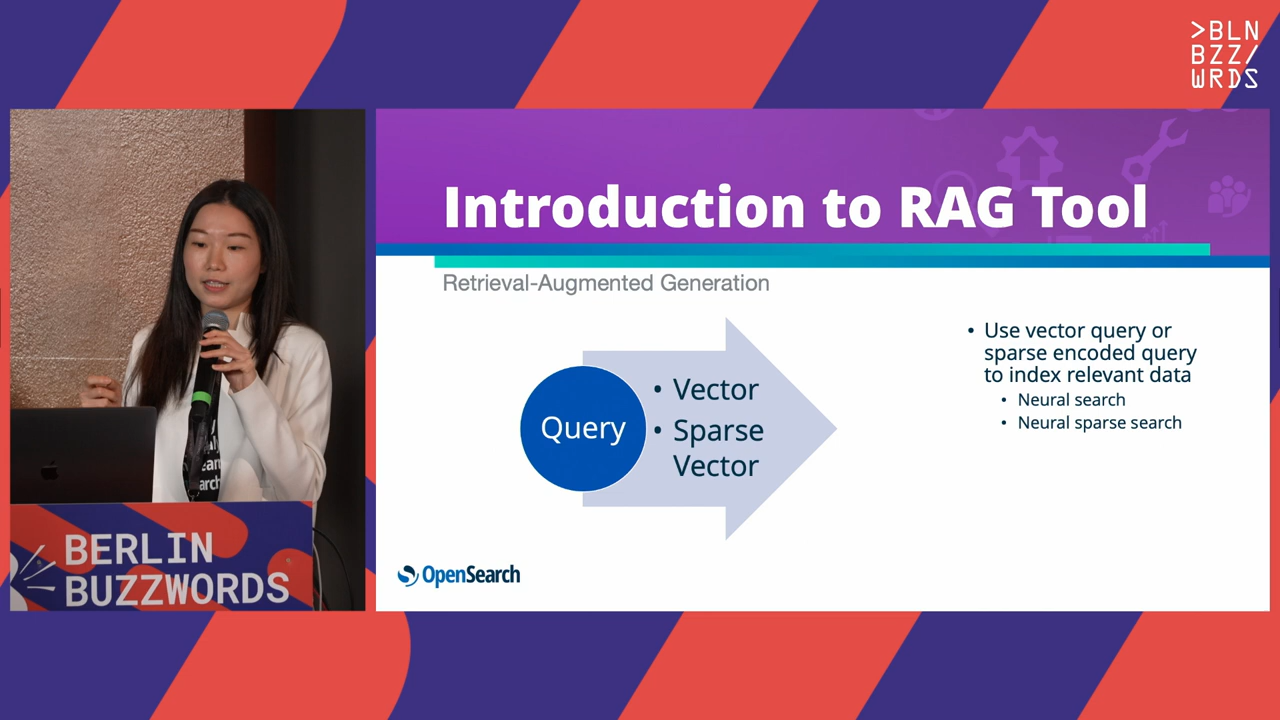 >BLN
BZZ/
WRDS
Introduction to RAG Tool
Retrieval-Augmented Generation
Query
• Vector
• Sparse
Vector
• Use vector query or
sparse encoded query
to index relevant data
• Neural search
• Neural sparse search
OpenSearch
BERLIN
BUZZWORDS